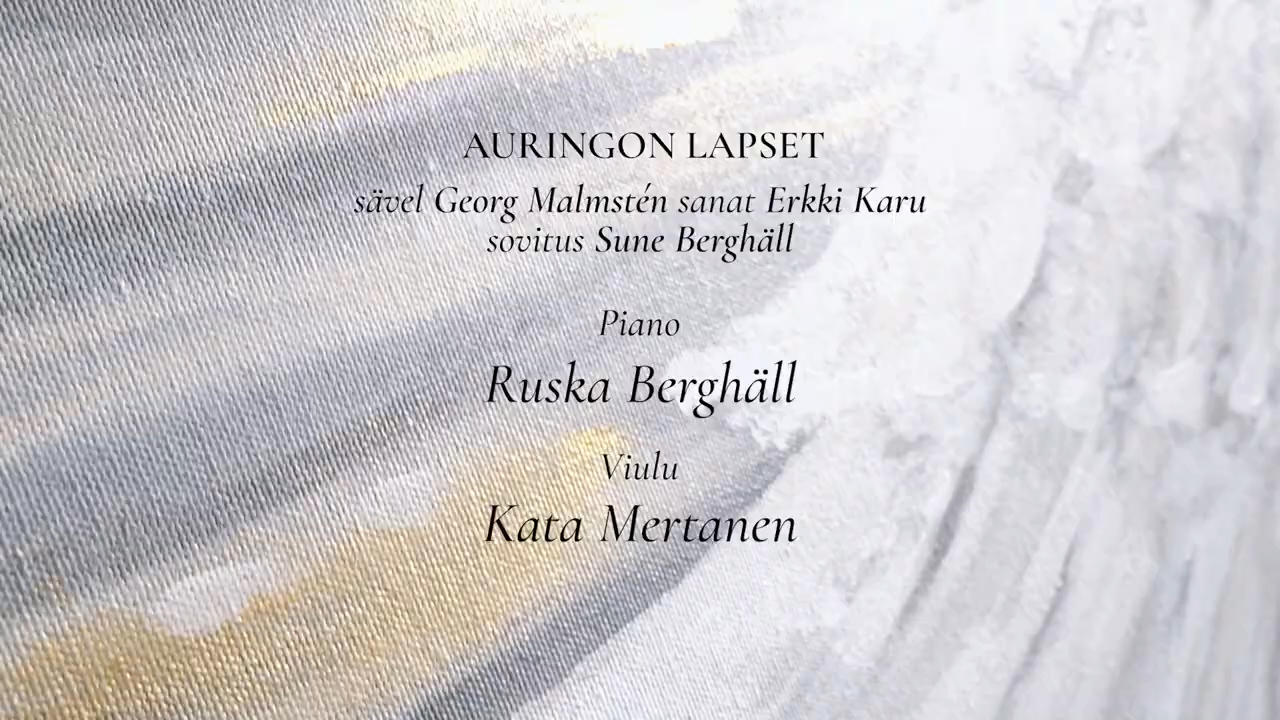 AURINGON LAPSET
sävel Georg Malmstén sanat Erkki Karu
sovitus Sune Berghäll
Piano
Ruska Berghäll
Viulu
Kata Mertanen